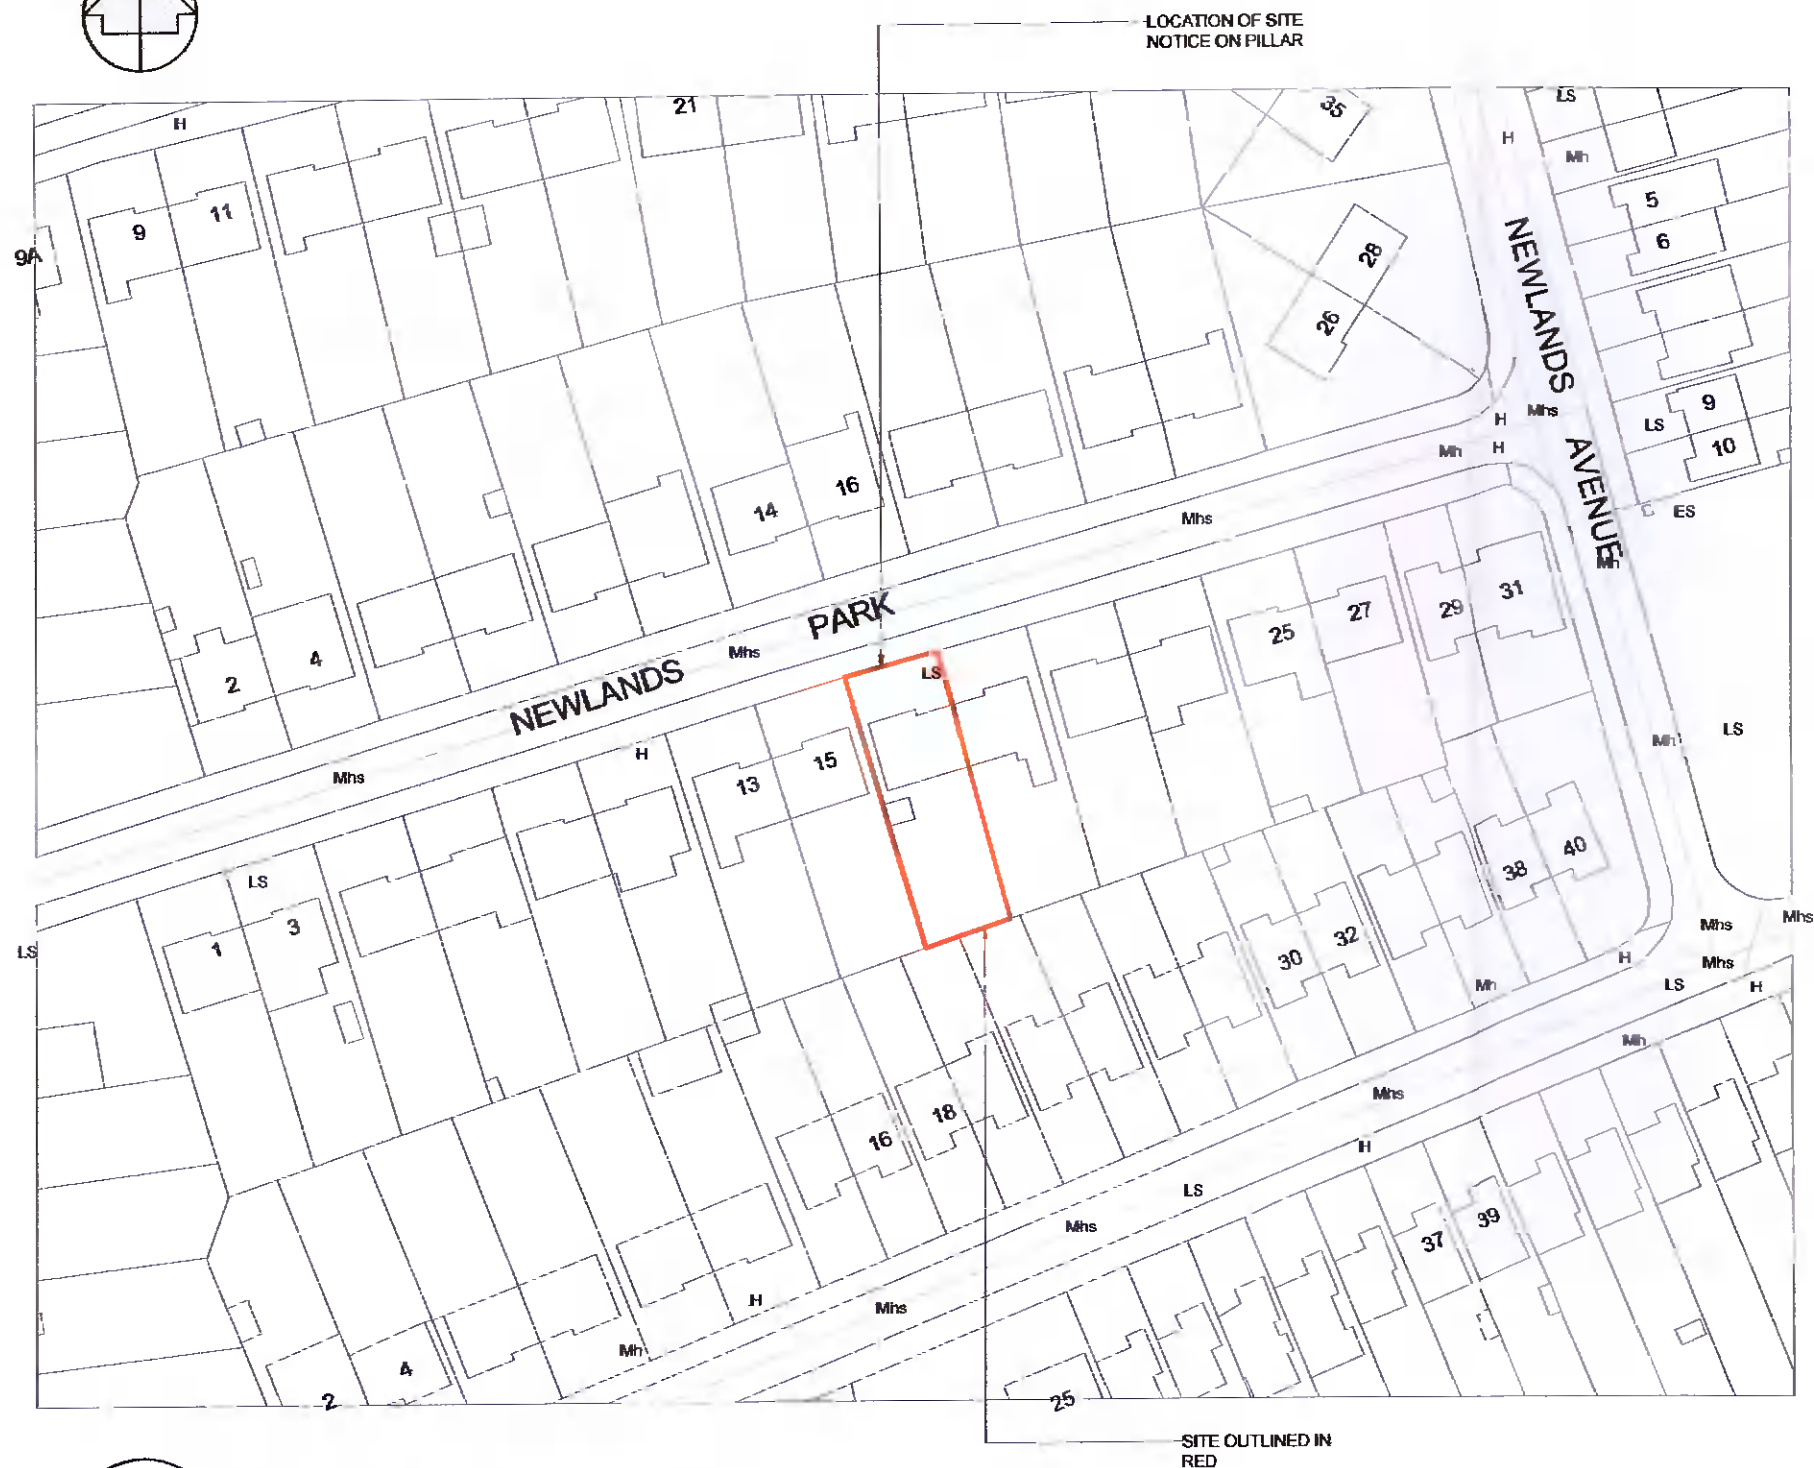 LOCATION OF SITE
NOTICE ON PILLAR
H
21
35
LS
H
Mh
9
11
5
6
9A
28
26
NEWLANDS AVENUE
9
10
LS
H
Mhs
Mh
H
14
16
Mhs
C
ES
Mh
2
4
NEWLANDS PARK
Mhs
25
27
29
31
LS
Mhs
H
13
15
Mh
LS
LS
1
3
LS
38
40
30
32
Mhs
Mhs
Mhs
H
LS
H
Mh
Mh
16
18
Mhs
H
LS
Mhs
37
39
H
Mhs
Mh
2
4
25
SITE OUTLINED IN
RED